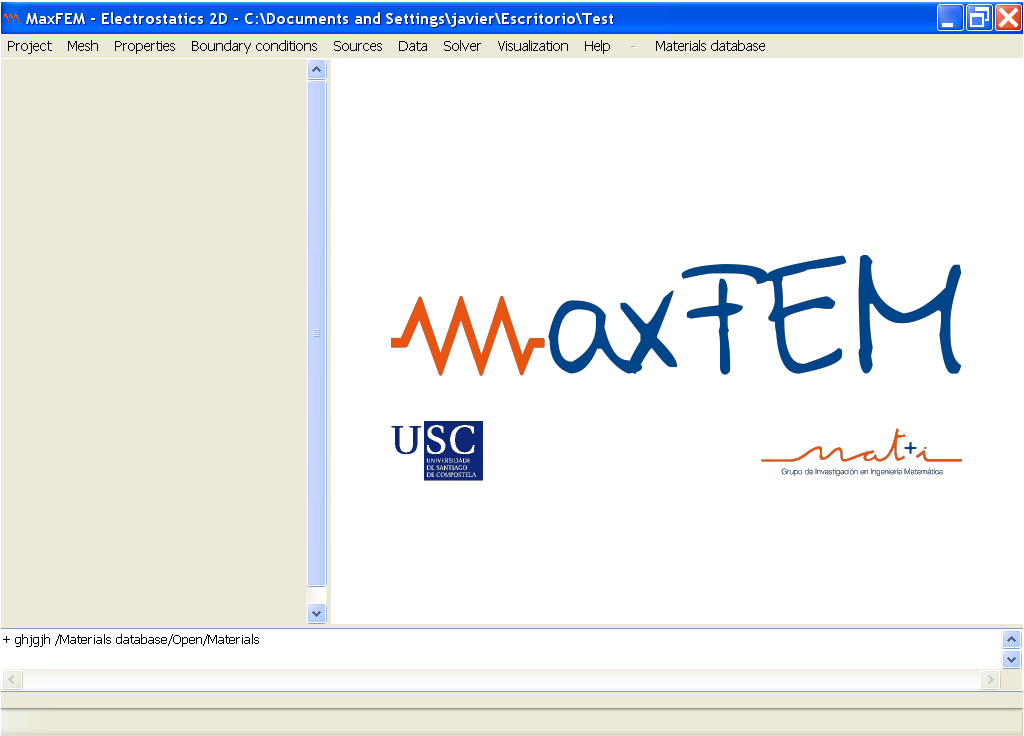 MaxFEM - Electrostatics 2D - C:\Documents and Settings\javier\Escritorio\Test
Project Mesh Properties Boundary conditions Sources Data Solver Visualization Help - Materials database
maxFEM
USC
UNIVERSIDADE
DE SANTIAGO
DE COMPOSTELA
mat+i
Grupo de Investigación en Ingeniería Matemática
+ ghjgjh /Materials database/Open/Materials